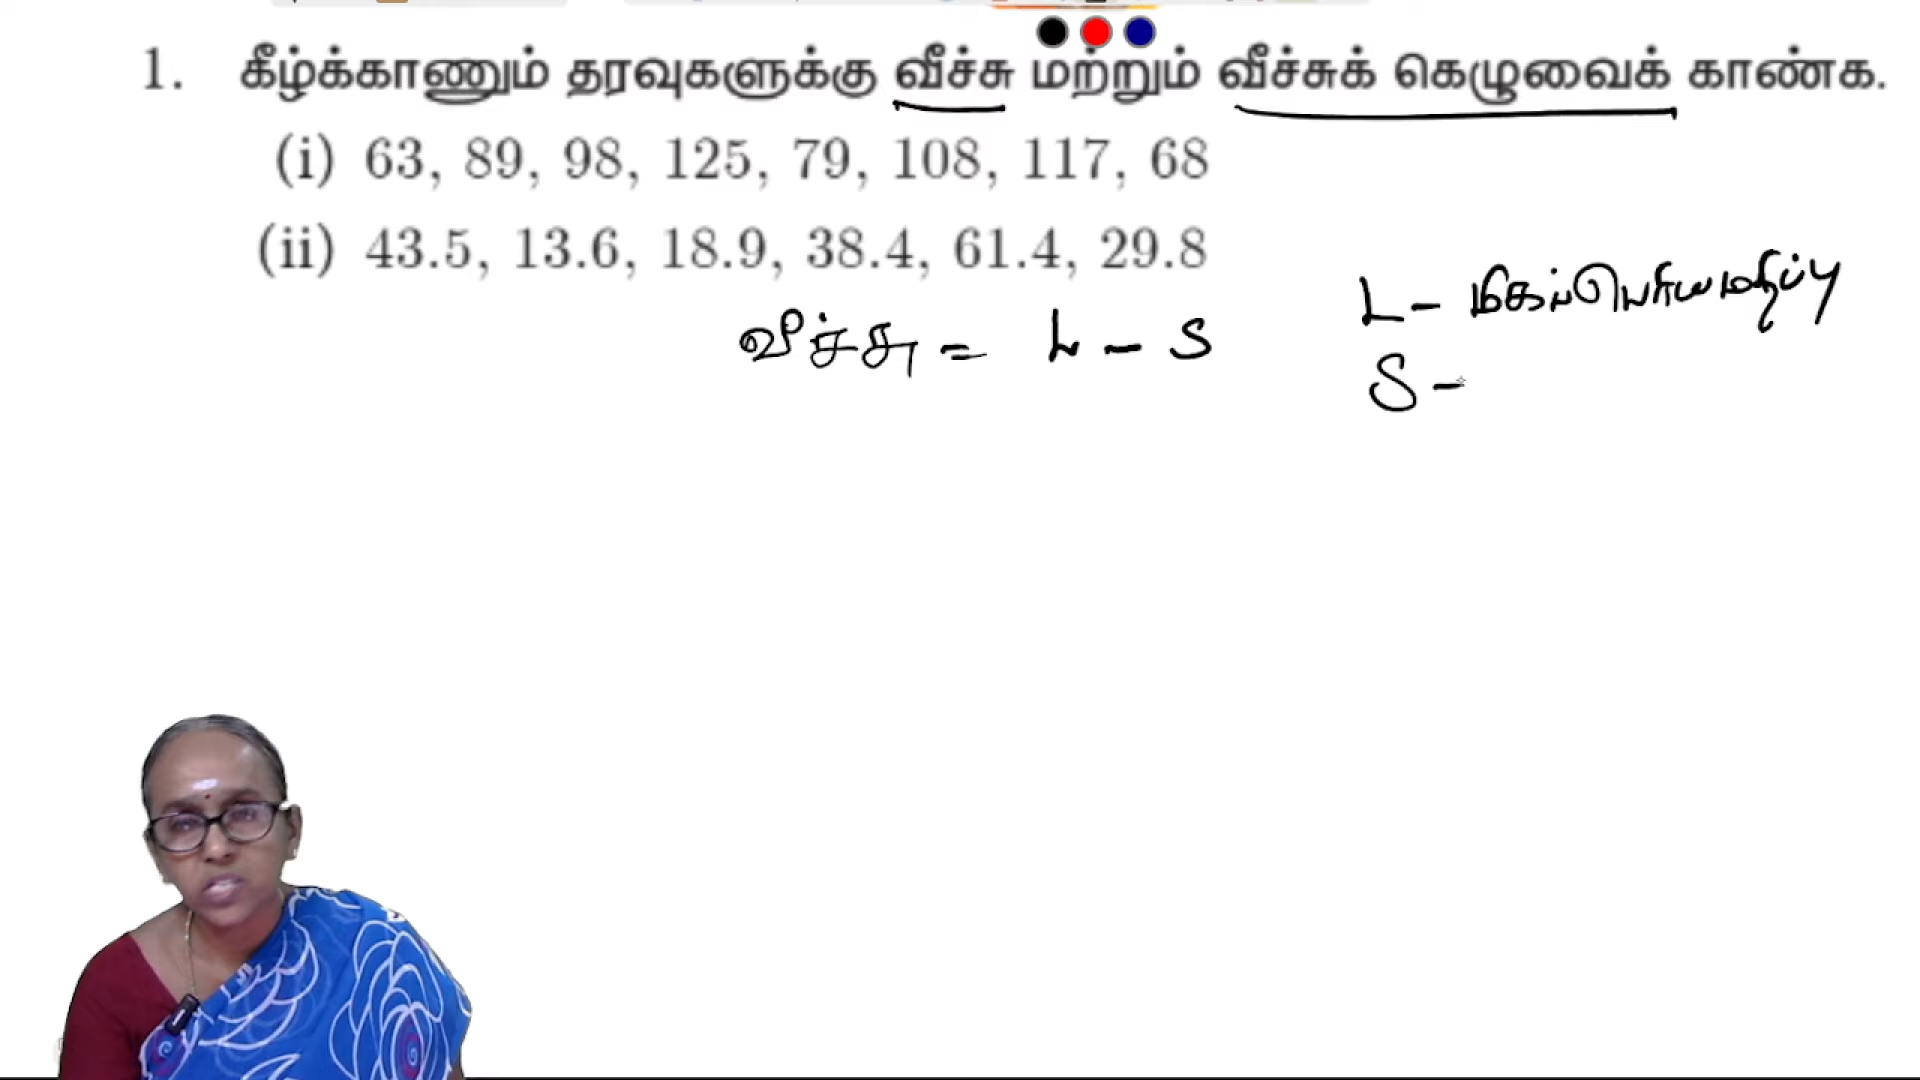 1. கீழ்க்காணும் தரவுகளுக்கு வீச்சு மற்றும் வீச்சுக் கெழுவைக் காண்க.
(i) 63, 89, 98, 125, 79, 108, 117, 68
(ii) 43.5, 13.6, 18.9, 38.4, 61.4, 29.8
வீச்சு = L - S
L - மிகப்பெரியமதிப்பு
S -